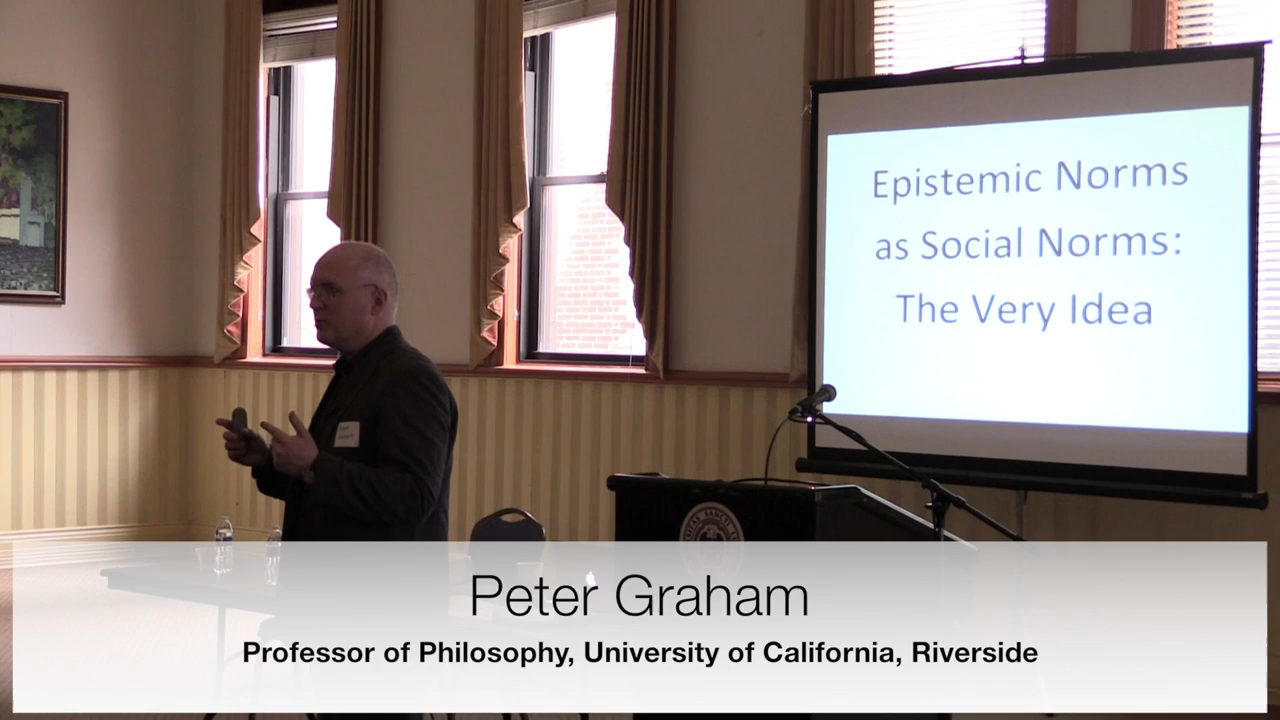 Epistemic Norms
as Social Norms:
The Very Idea
Peter Graham
Professor of Philosophy, University of California, Riverside